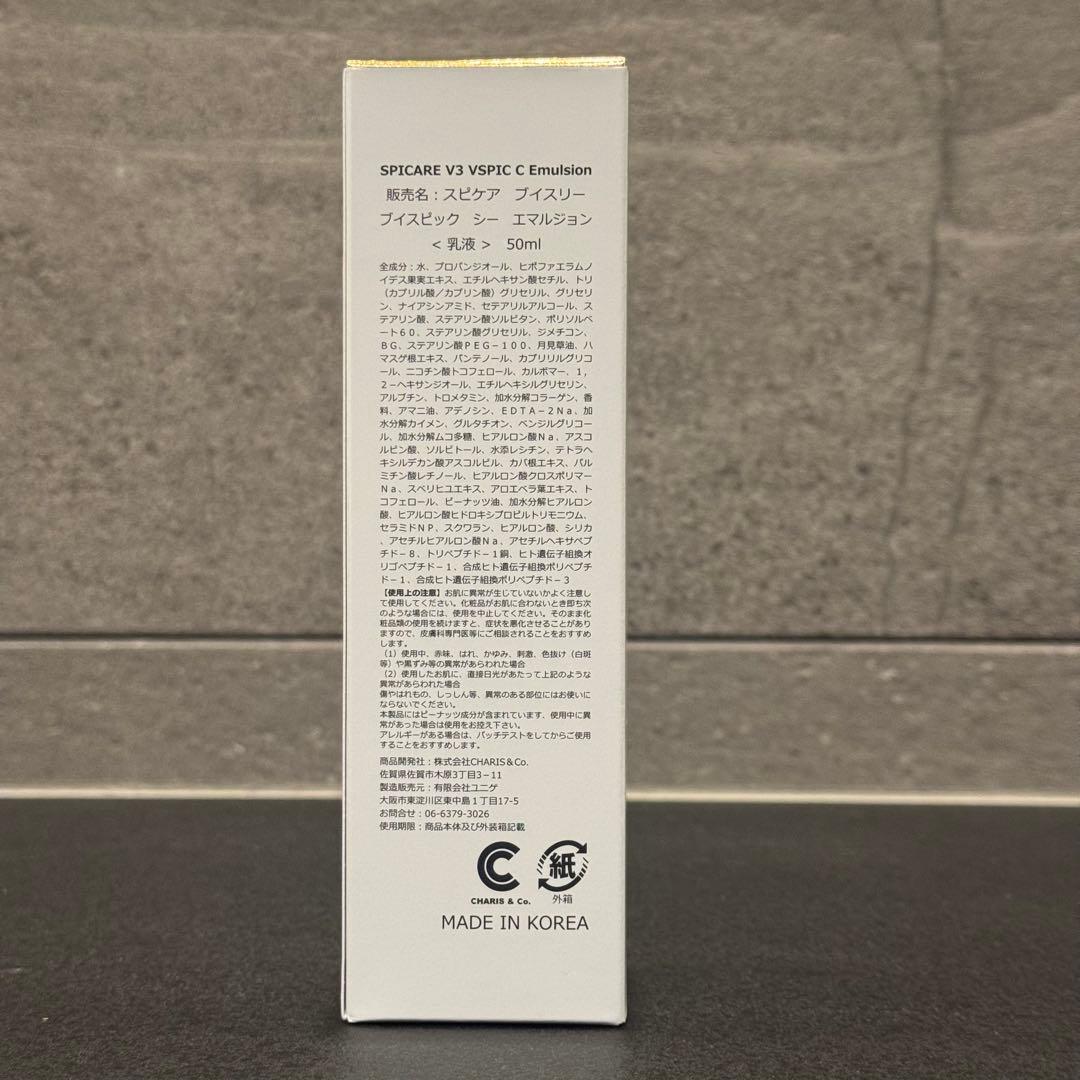 SPICARE V3 VSPIC C Emulsion
販売名：スピケア　ブイスリー
ブイスピック　シー　エマルジョン
＜ 乳液 ＞　50ml
全成分：水、プロパンジオール、ヒポファエラムノ
イデス果実エキス、エチルヘキサン酸セチル、トリ
（カプリル酸／カプリン酸）グリセリル、グリセリ
ン、ナイアシンアミド、セテアリルアルコール、ス
テアリン酸、ステアリン酸ソルビタン、ポリソルベ
ート６０、ステアリン酸グリセリル、ジメチコン、
ＢＧ、ステアリン酸ＰＥＧ－１００、月見草油、ハ
マスゲ根エキス、パンテノール、カプリリルグリコ
ール、ニコチン酸トコフェロール、カルボマー、１，
２－ヘキサンジオール、エチルヘキシルグリセリン、
アルブチン、トロメタミン、加水分解コラーゲン、香
料、アマニ油、アデノシン、ＥＤＴＡ－２Ｎａ、加
水分解カイメン、グルタチオン、ベンジルグリコ
ール、加水分解ムコ多糖、ヒアルロン酸Ｎａ、アスコ
ルビン酸、ソルビトール、水添レシチン、テトラヘ
キシルデカン酸アスコルビル、カバ根エキス、パル
ミチン酸レチノール、ヒアルロン酸クロスポリマー
Ｎａ、スベリヒユエキス、アロエベラ葉エキス、ト
コフェロール、ピーナッツ油、加水分解ヒアルロン
酸、ヒアルロン酸ヒドロキシプロピルトリモニウム、
セラミドＮＰ、スクワラン、ヒアルロン酸、シリカ
、アセチルヒアルロン酸Ｎａ、アセチルヘキサペプ
チド－８、トリペプチド－１銅、ヒト遺伝子組換オ
リゴペプチド－１、合成ヒト遺伝子組換ポリペプチ
ド－１、合成ヒト遺伝子組換ポリペプチド－３
【使用上の注意】お肌に異常が生じていないかよく注意し
て使用してください。化粧品がお肌に合わないとき即ち次
のような場合には、使用を中止してください。そのまま化
粧品類の使用を続けますと、症状を悪化させることがあり
ますので、皮膚科専門医等にご相談されることをおすすめ
します。
（1）使用中、赤味、はれ、かゆみ、刺激、色抜け（白斑
等）や黒ずみ等の異常があらわれた場合
（2）使用したお肌に、直接日光があたって上記のような
異常があらわれた場合
傷やはれもの、しっしん等、異常のある部位にはお使いに
ならないでください。
本製品にはピーナッツ成分が含まれています、使用中に異
常があった場合は使用をお控え下さい。
アレルギーがある場合は、パッチテストをしてからご使用
することをおすすめします。
商品開発社：株式会社CHARIS＆Co.
佐賀県佐賀市木原3丁目3－11
製造販売元：有限会社ユニゲ
大阪市東淀川区東中島１丁目17-5
お問合せ：06-6379-3026
使用期限：商品本体及び外装箱記載
紙
CHARIS & Co.　外箱
MADE IN KOREA